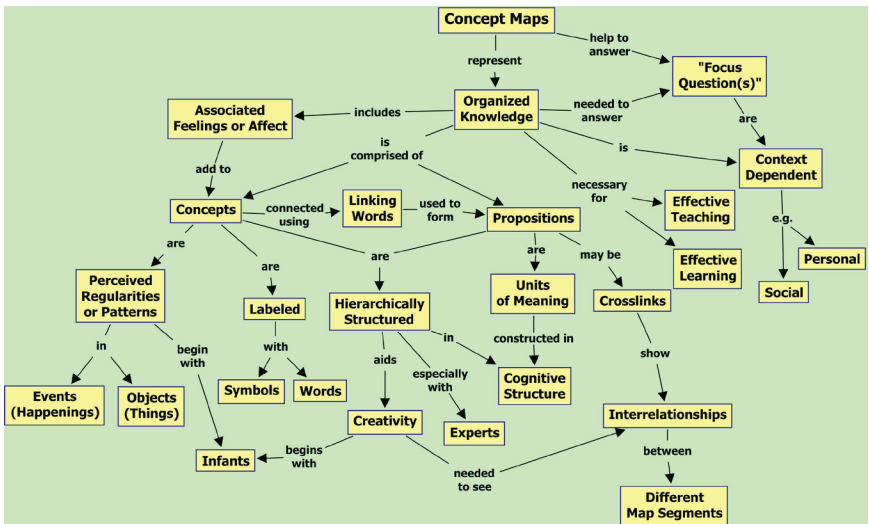 Concept Maps
help to
answer
represent
"Focus
Question(s)"
Organized
Knowledge
needed to
answer
includes
Associated
Feelings or Affect
are
is
comprised of
is
Context
Dependent
add to
necessary
for
Effective
Teaching
Concepts
connected
using
Linking
Words
used to
form
Propositions
e.g.
are
are
are
are
may be
Effective
Learning
Personal
Social
Perceived
Regularities
or Patterns
Labeled
Hierarchically
Structured
Units
of Meaning
Crosslinks
in
begin
with
with
aids
in
constructed in
show
especially
with
Events
(Happenings)
Objects
(Things)
Symbols
Words
Cognitive
Structure
Creativity
Experts
Interrelationships
Infants
begins
with
needed
to see
between
Different
Map Segments